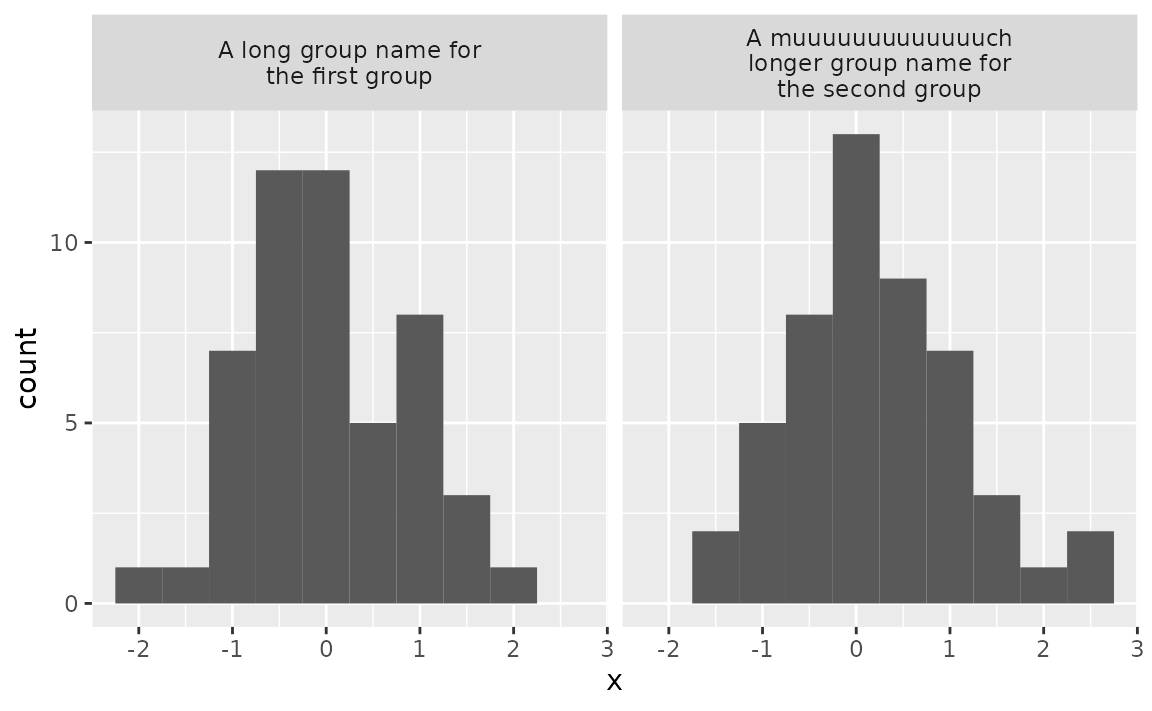 A long group name for
the first group
A muuuuuuuuuuuuuch
longer group name for
the second group
count
10
5
0
-2 -1 0 1 2 3
-2 -1 0 1 2 3
x